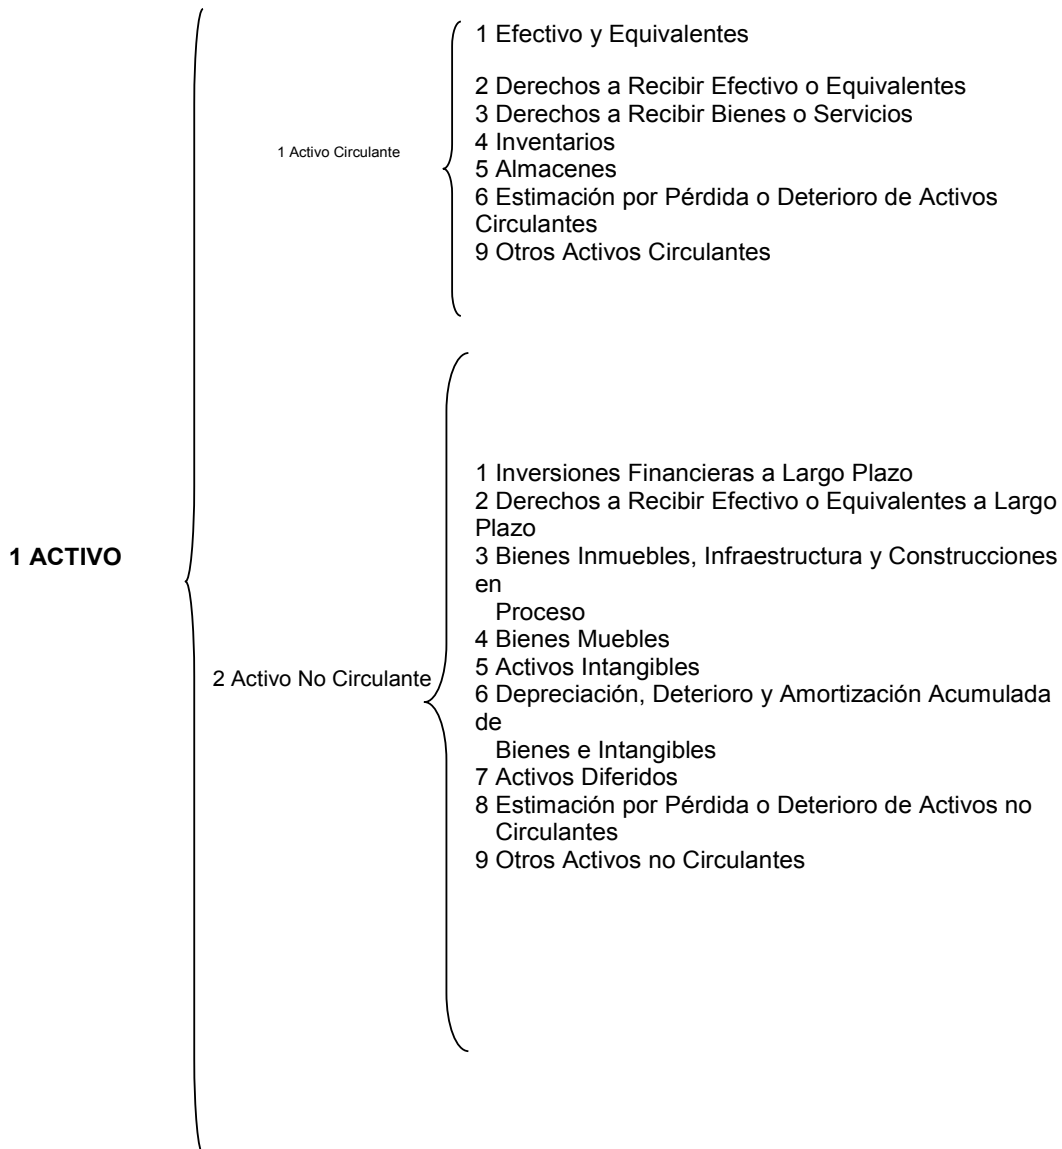 1 ACTIVO
1 Activo Circulante
1 Efectivo y Equivalentes
2 Derechos a Recibir Efectivo o Equivalentes
3 Derechos a Recibir Bienes o Servicios
4 Inventarios
5 Almacenes
6 Estimación por Pérdida o Deterioro de Activos
Circulantes
9 Otros Activos Circulantes
2 Activo No Circulante
1 Inversiones Financieras a Largo Plazo
2 Derechos a Recibir Efectivo o Equivalentes a Largo
Plazo
3 Bienes Inmuebles, Infraestructura y Construcciones
en
Proceso
4 Bienes Muebles
5 Activos Intangibles
6 Depreciación, Deterioro y Amortización Acumulada
de
Bienes e Intangibles
7 Activos Diferidos
8 Estimación por Pérdida o Deterioro de Activos no
Circulantes
9 Otros Activos no Circulantes